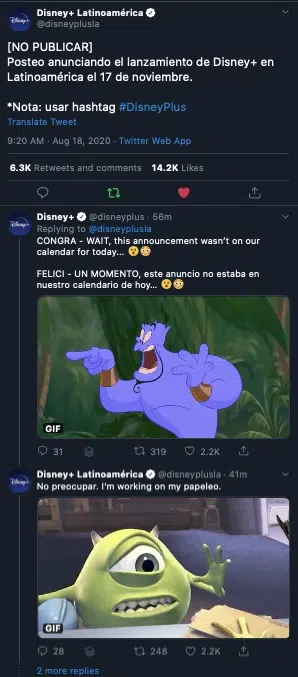 Disney+ Latinoamérica
@disneyplusla
[NO PUBLICAR]
Posteo anunciando el lanzamiento de Disney+ en
Latinoamérica el 17 de noviembre.
*Nota: usar hashtag #DisneyPlus
Translate Tweet
9:20 AM · Aug 18, 2020 · Twitter Web App
6.3K Retweets and comments 14.2K Likes
Disney+ @disneyplus · 56m
Replying to @disneyplusla
CONGRA - WAIT, this announcement wasn't on our
calendar for today... 😮😳
FELICI - UN MOMENTO, este anuncio no estaba en
nuestro calendario de hoy... 😮😳
GIF
31 319 2.2K
Disney+ Latinoamérica @disneyplusla · 41m
No preocupar. I'm working on my papeleo.
GIF
28 248 2.2K
2 more replies